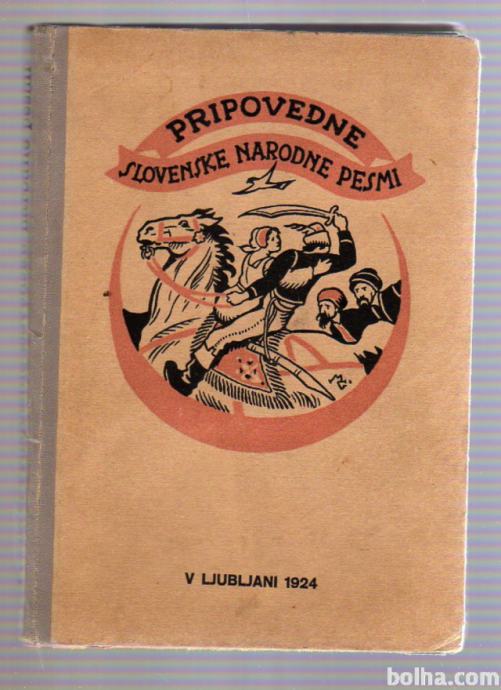 PRIPOVEDNE
SLOVENSKE NARODNE PESMI
V LJUBLJANI 1924
bolha.com